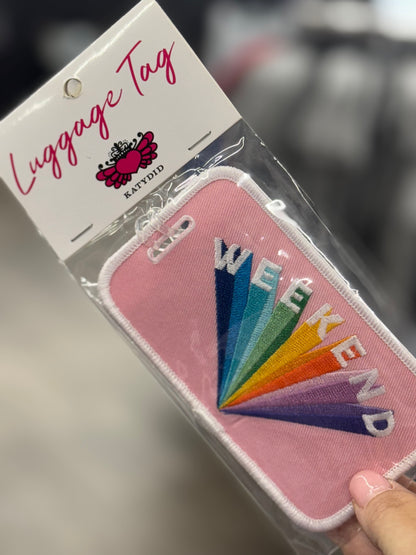 Luggage Tag
KATYDID
WEEKEND